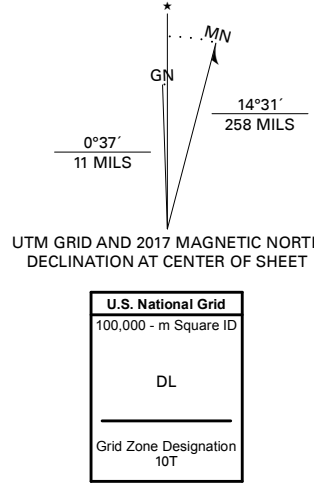 ★
MN
GN
0°37´
11 MILS
14°31´
258 MILS
UTM GRID AND 2017 MAGNETIC NORTH
DECLINATION AT CENTER OF SHEET
U.S. National Grid
100,000 - m Square ID
DL
Grid Zone Designation
10T